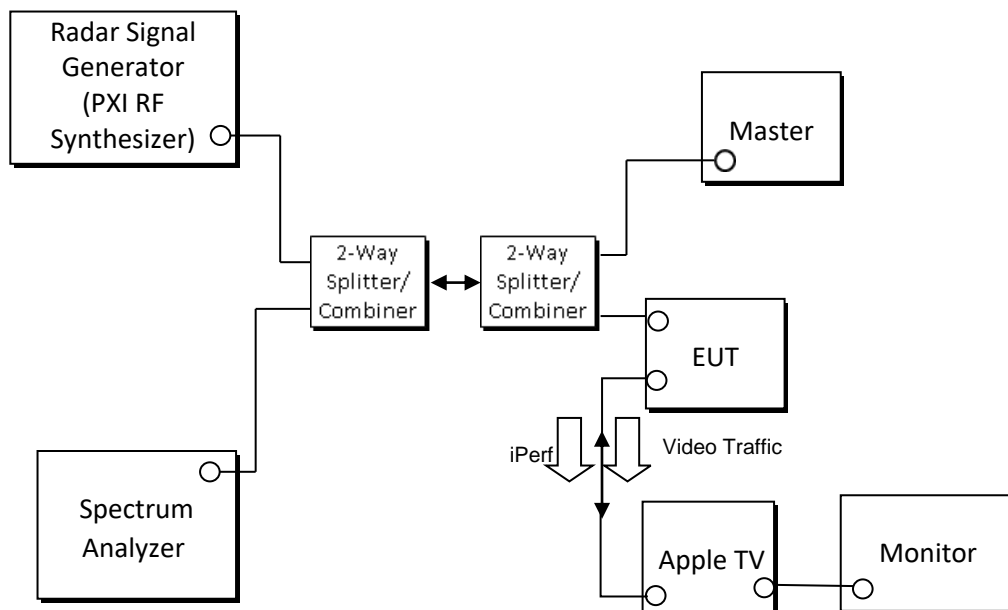 Radar Signal
Generator
(PXI RF
Synthesizer)
Master
2-Way
Splitter/
Combiner
2-Way
Splitter/
Combiner
EUT
iPerf
Video Traffic
Spectrum
Analyzer
Apple TV
Monitor